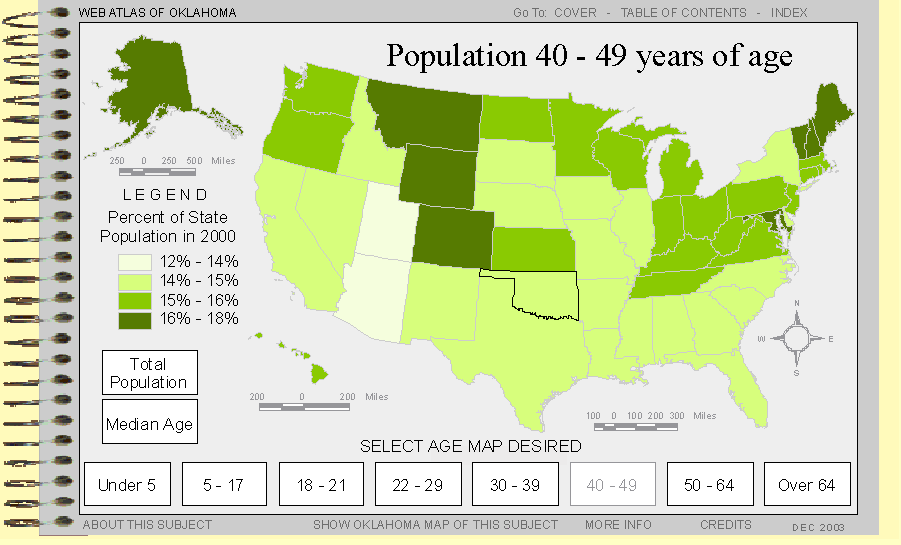 WEB ATLAS OF OKLAHOMA
Go To: COVER - TABLE OF CONTENTS - INDEX
Population 40 - 49 years of age
250 0 250 500 Miles
LEGEND
Percent of State
Population in 2000
12% - 14%
14% - 15%
15% - 16%
16% - 18%
N
W E
S
Total
Population
Median Age
200 0 200 Miles
100 0 100 200 300 Miles
SELECT AGE MAP DESIRED
Under 5
5 - 17
18 - 21
22 - 29
30 - 39
40 - 49
50 - 64
Over 64
ABOUT THIS SUBJECT
SHOW OKLAHOMA MAP OF THIS SUBJECT
MORE INFO
CREDITS
DEC 2003